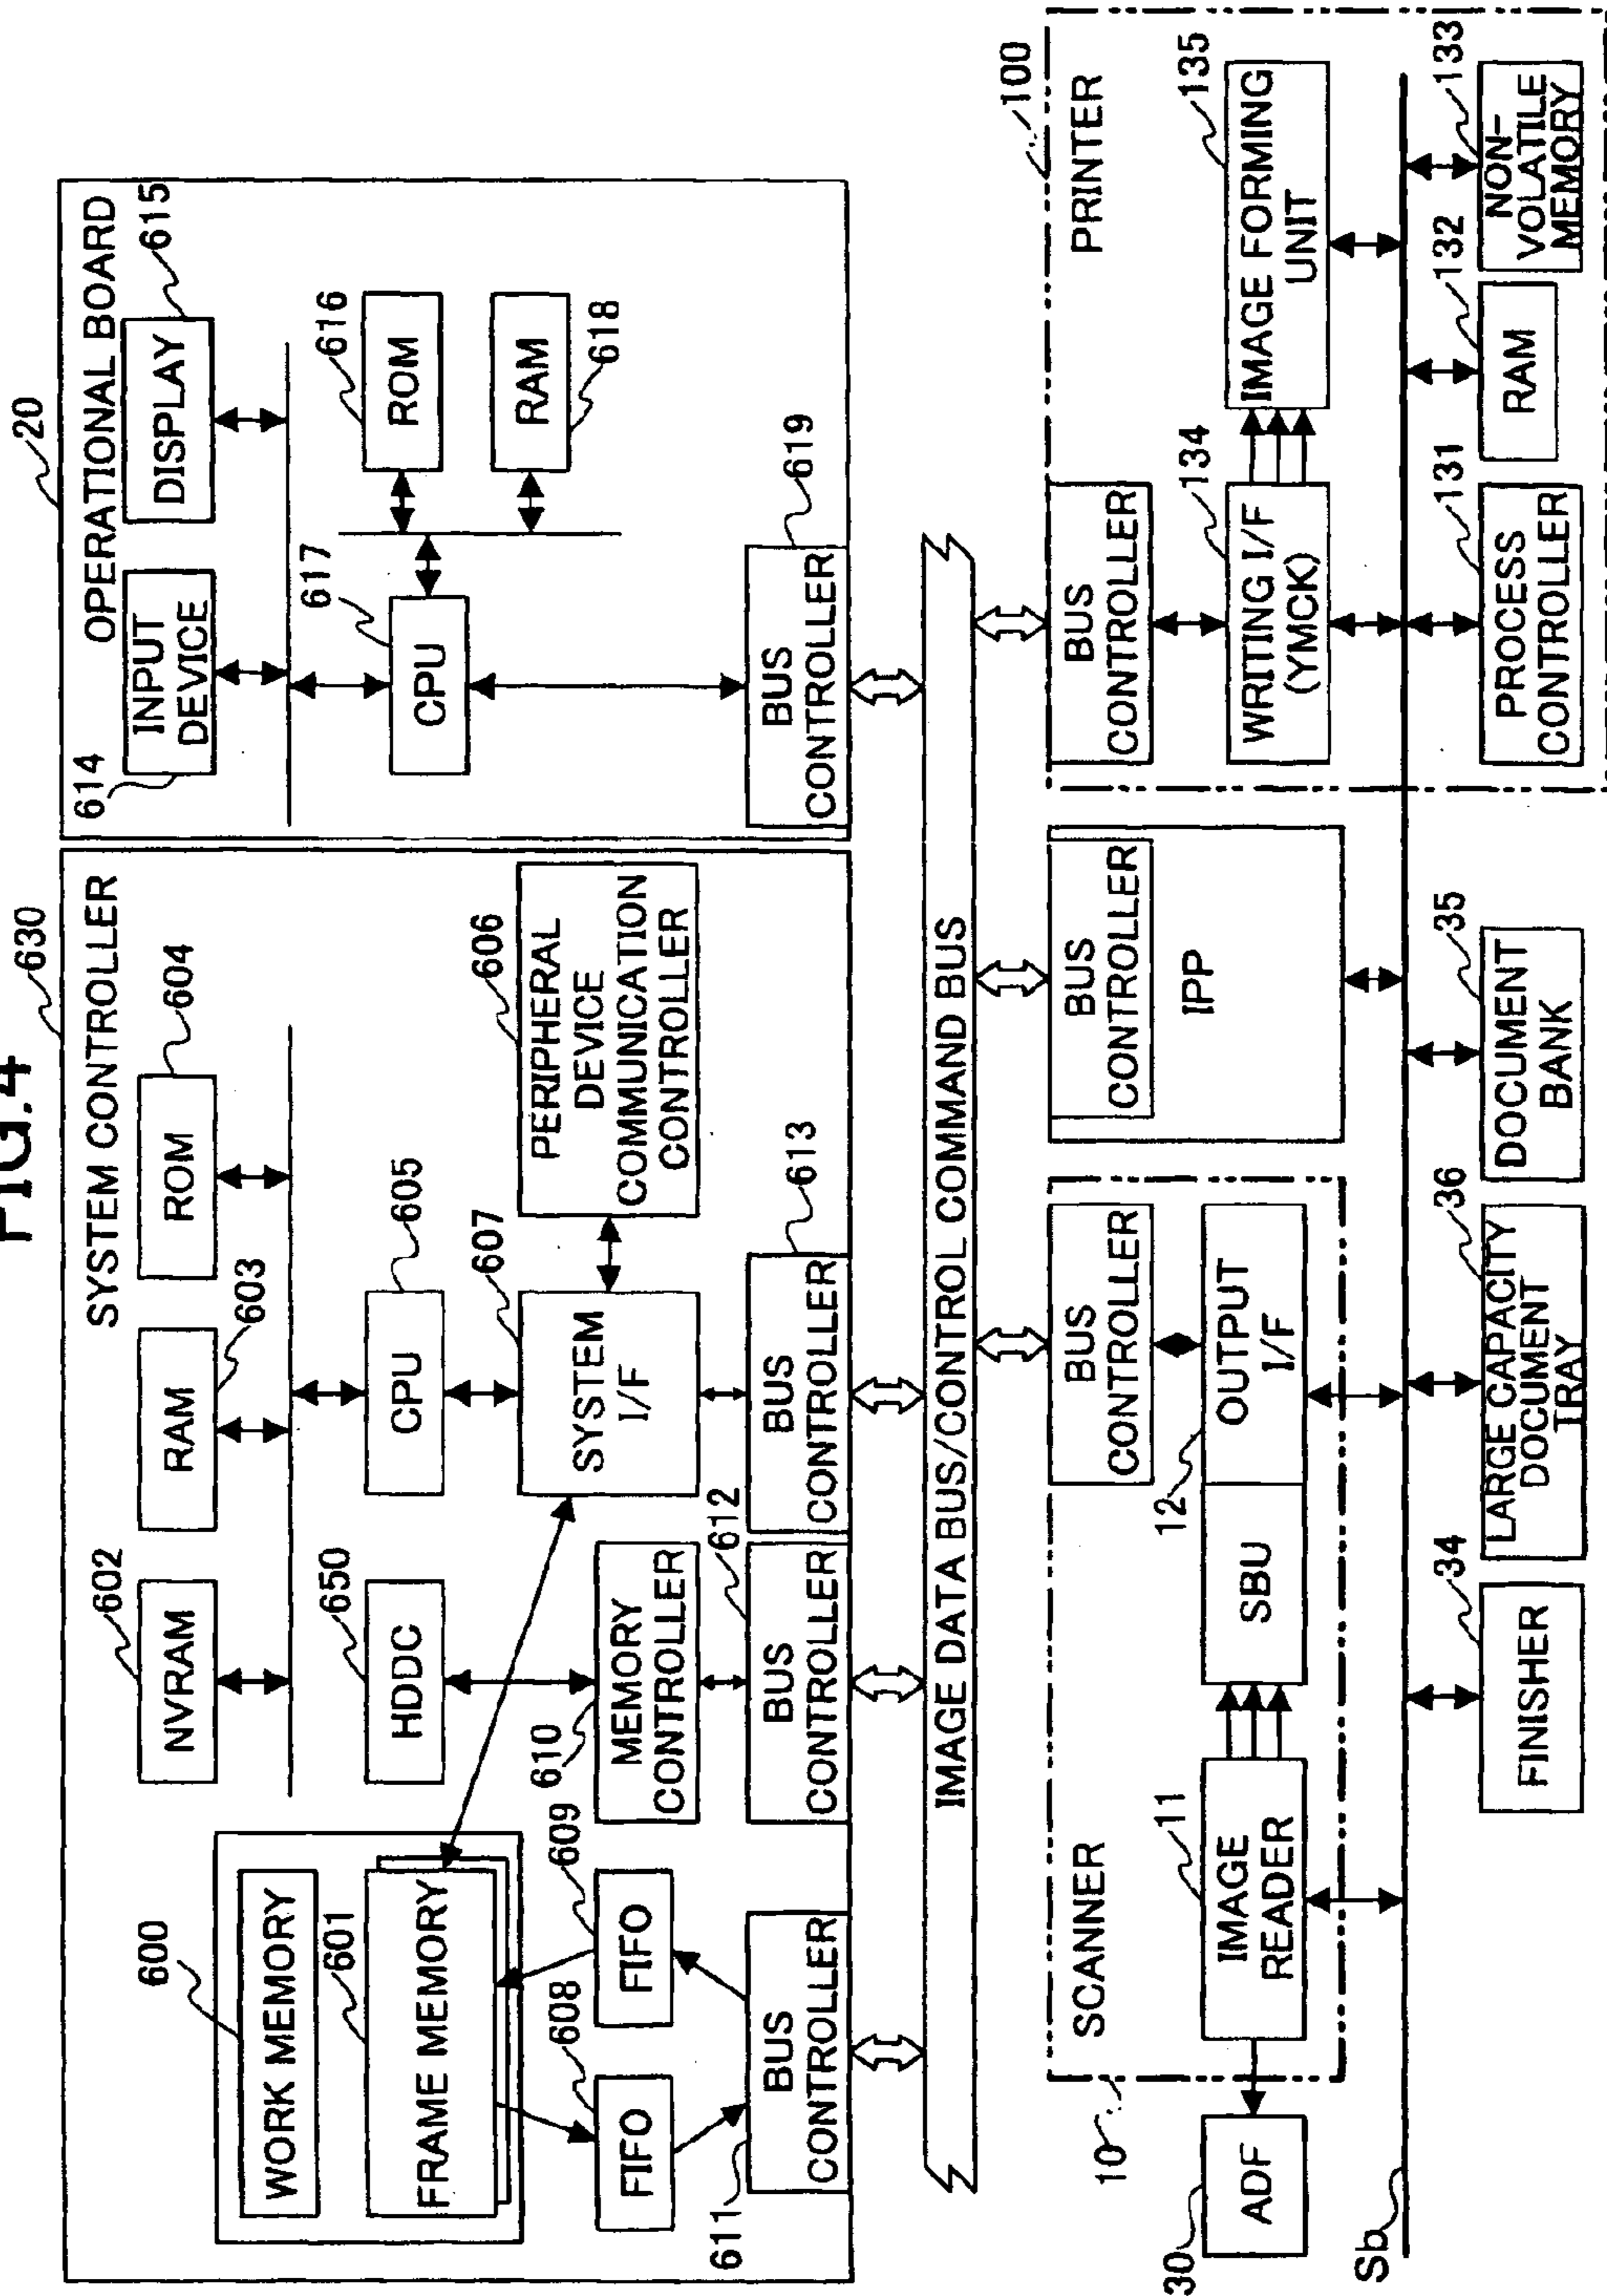 FIG.4
630
SYSTEM CONTROLLER
600
WORK MEMORY
601
FRAME MEMORY
602
NVRAM
RAM
603
ROM
604
650
HDDC
CPU
605
608
FIFO
609
FIFO
610
MEMORY
CONTROLLER
607
SYSTEM
I/F
606
PERIPHERAL
DEVICE
COMMUNICATION
CONTROLLER
611
BUS
CONTROLLER
612
BUS
CONTROLLER
613
BUS
CONTROLLER
20
OPERATIONAL BOARD
614
INPUT
DEVICE
DISPLAY
615
617
CPU
616
ROM
RAM
618
BUS
CONTROLLER
619
IMAGE DATA BUS/CONTROL COMMAND BUS
10
SCANNER
30
ADF
11
IMAGE
READER
SBU
12
OUTPUT
I/F
BUS
CONTROLLER
BUS
CONTROLLER
IPP
100
PRINTER
BUS
CONTROLLER
134
WRITING I/F
(YMCK)
135
IMAGE FORMING
UNIT
Sb
34
FINISHER
36
LARGE CAPACITY
DOCUMENT
TRAY
35
DOCUMENT
BANK
131
PROCESS
CONTROLLER
132
RAM
133
NON-
VOLATILE
MEMORY